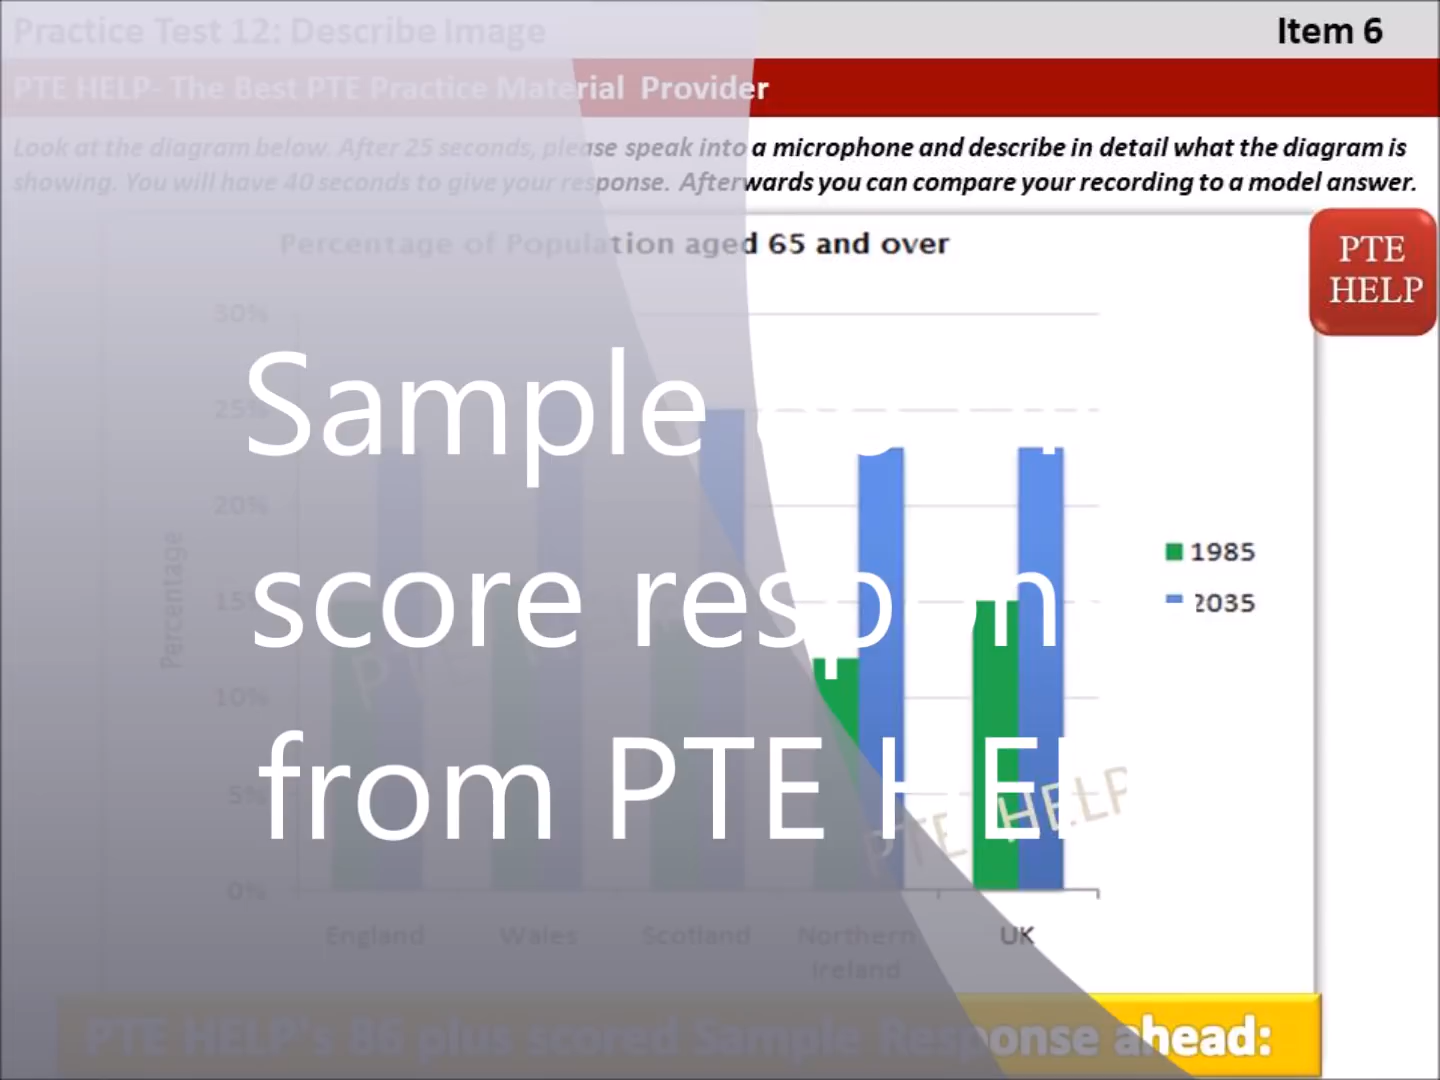 Practice Test 12: Describe Image
Item 6
PTE HELP- The Best PTE Practice Material Provider
Look at the diagram below. After 25 seconds, please speak into a microphone and describe in detail what the diagram is
showing. You will have 40 seconds to give your response. Afterwards you can compare your recording to a model answer.
Percentage of Population aged 65 and over
PTE
HELP
30%
25%
20%
15%
10%
5%
0%
Percentage
Sample
score respon
from PTE HEL
1985
2035
PTE HELP
England
Wales
Scotland
Northern
Ireland
UK
PTE HELP's 86 plus scored Sample Response ahead: